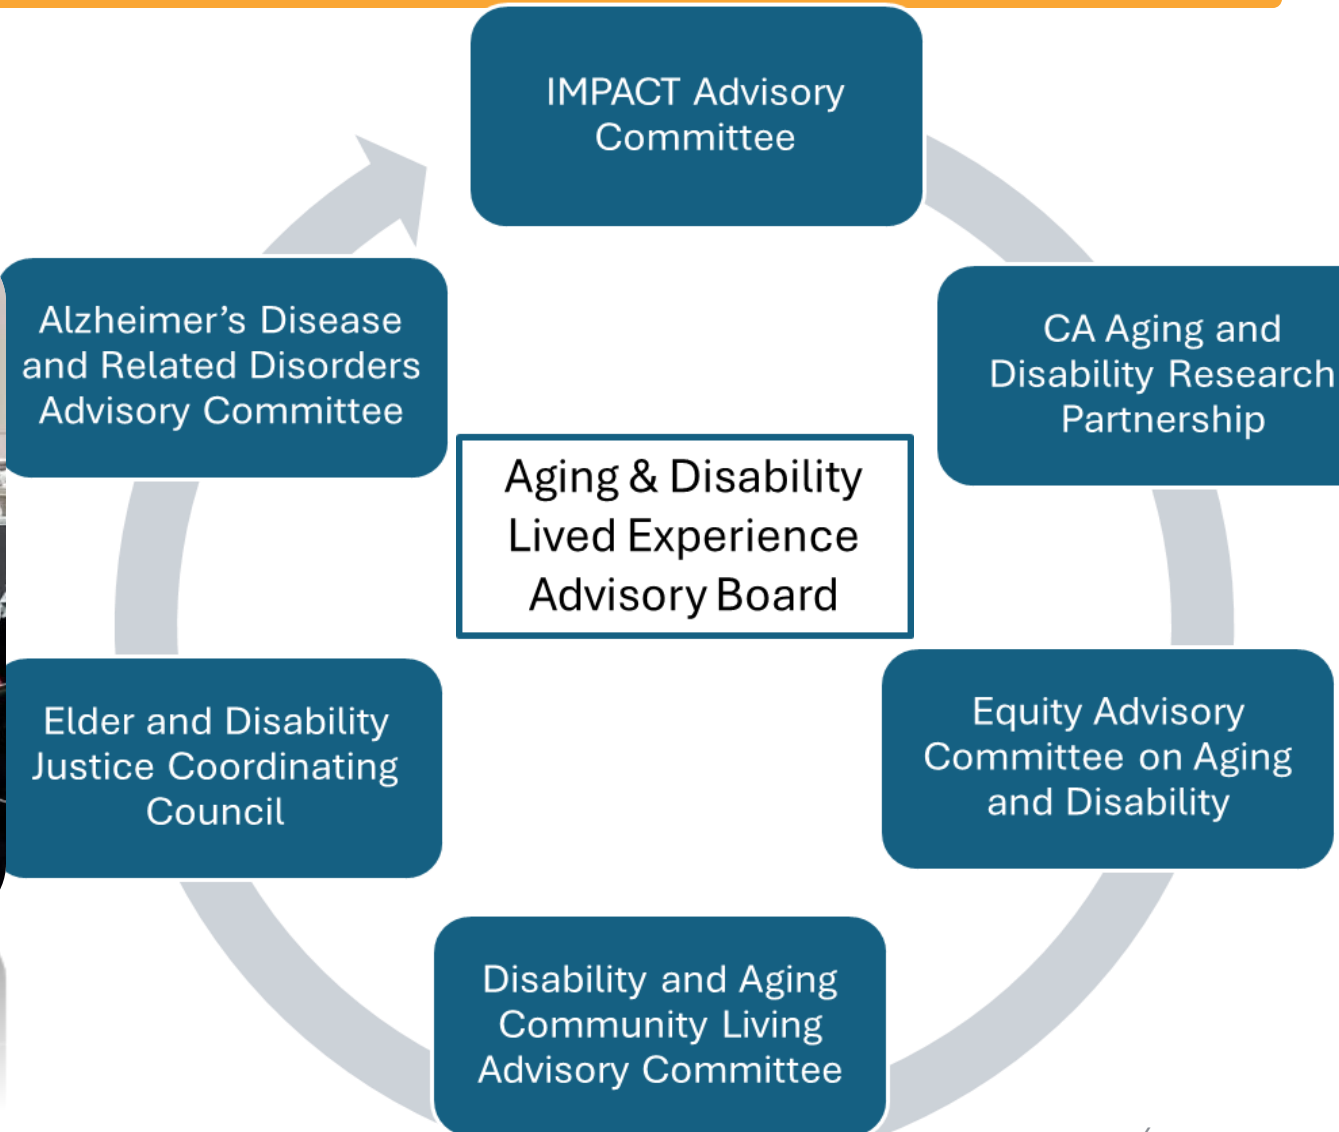 IMPACT Advisory
Committee
CA Aging and
Disability Research
Partnership
Equity Advisory
Committee on Aging
and Disability
Disability and Aging
Community Living
Advisory Committee
Elder and Disability
Justice Coordinating
Council
Alzheimer’s Disease
and Related Disorders
Advisory Committee
Aging & Disability
Lived Experience
Advisory Board